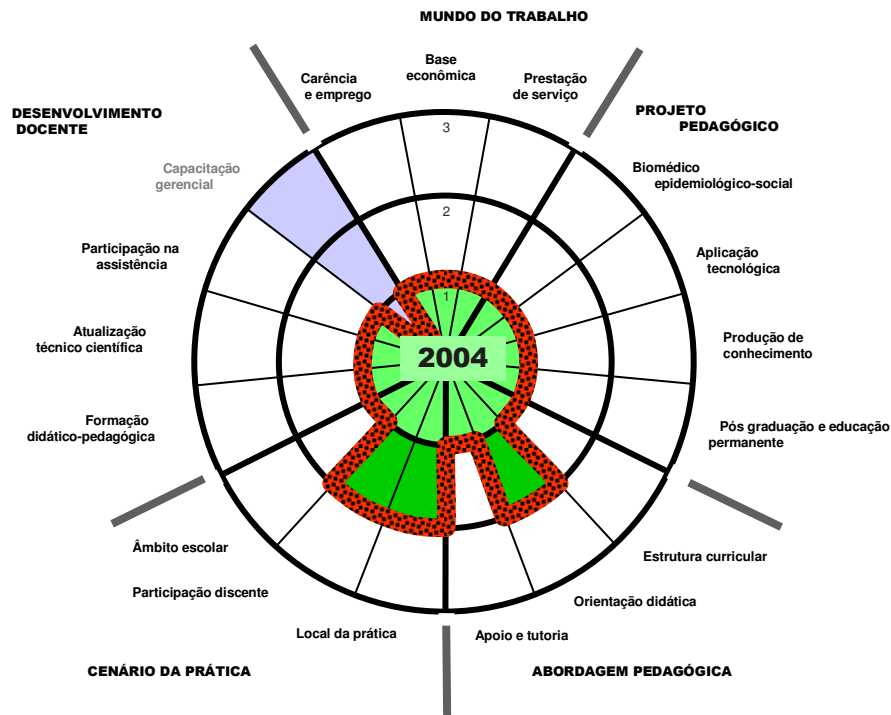 MUNDO DO TRABALHO
Carência
e emprego
Base
econômica
Prestação
de serviço
DESENVOLVIMENTO
DOCENTE
PROJETO
PEDAGÓGICO
Capacitação
gerencial
Biomédico
epidemiológico-social
Participação na
assistência
Aplicação
tecnológica
Atualização
técnico científica
Produção de
conhecimento
Formação
didático-pedagógica
Pós graduação e educação
permanente
3
2
1
2004
Âmbito escolar
Estrutura curricular
Participação discente
Orientação didática
Local da prática
Apoio e tutoria
CENÁRIO DA PRÁTICA
ABORDAGEM PEDAGÓGICA